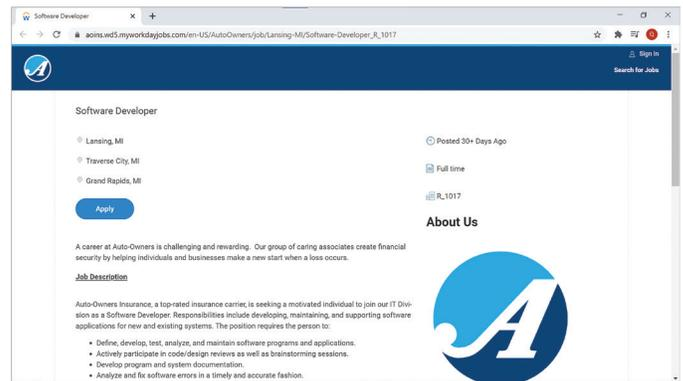 Software Developer
aoins.wd5.myworkdayjobs.com/en-US/AutoOwners/job/Lansing-MI/Software-Developer_R_1017
Sign In
Search for Jobs
Software Developer
Lansing, MI
Traverse City, MI
Grand Rapids, MI
Apply
Posted 30+ Days Ago
Full time
R_1017
About Us
A career at Auto-Owners is challenging and rewarding. Our group of caring associates create financial
security by helping individuals and businesses make a new start when a loss occurs.
Job Description
Auto-Owners Insurance, a top-rated insurance carrier, is seeking a motivated individual to join our IT Divi-
sion as a Software Developer. Responsibilities include developing, maintaining, and supporting software
applications for new and existing systems. The position requires the person to:
• Define, develop, test, analyze, and maintain software programs and applications.
• Actively participate in code/design reviews as well as brainstorming sessions.
• Develop program and system documentation.
• Analyze and fix software errors in a timely and accurate fashion.